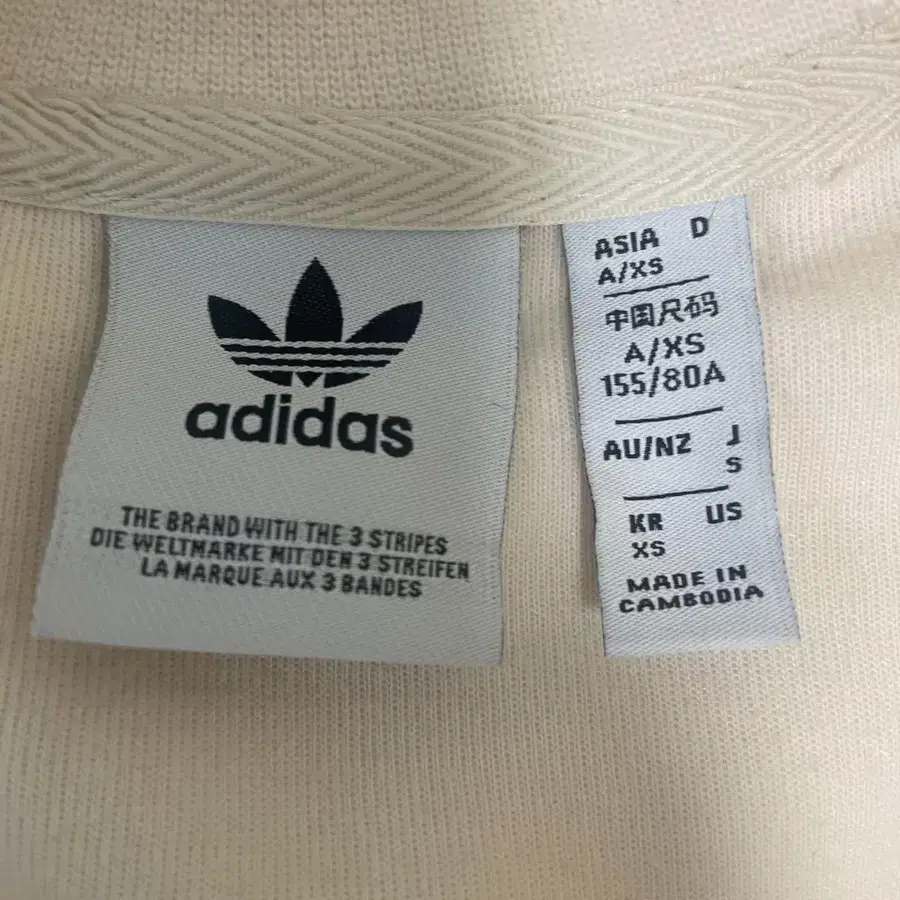 adidas
THE BRAND WITH THE 3 STRIPES
DIE WELTMARKE MIT DEN 3 STREIFEN
LA MARQUE AUX 3 BANDES
ASIA D
A/XS
中国尺码
A/XS
155/80A
AU/NZ J
S
KR US
XS
MADE IN
CAMBODIA